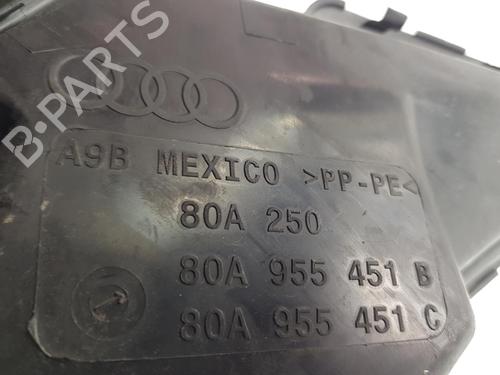 B-PARTS
A9B MEXICO >PP-PE<
80A 250
80A 955 451 B
80A 955 451 C